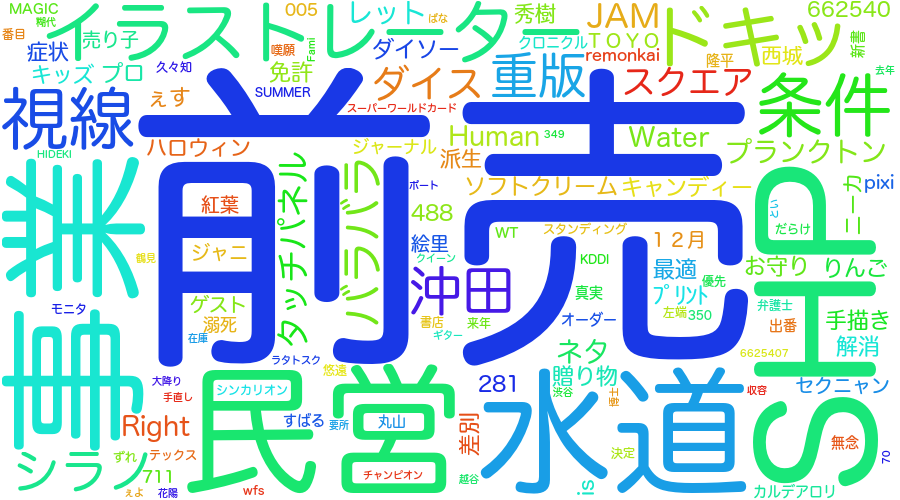 MAGIC
糊代
番目
イラストレーター
005
レット
ばな
秀樹
JAM
ドキッ
662540
売り子
症状
ダイソー
クロニクル
TOYO
西城
新書
嘆願
Fami
remonkai
隆平
キッズ
プロ
久々知
免許
ダイス
重版
スクエア
去年
SUMMER
えす
スーパーワールドカード
視線
条件
前売
ハロウィン
ジャーナル
Human
349
Water
プランクトン
派生
HIDEKI
タッチパネル
バラバラ
ボート
ソフトクリーム
キャンディー
pixi
事業
紅葉
488
WT
スタンディング
12月
SHP
だらけ
ニーカ
ジャニ
絵里
クイーン
KDDI
最適
優先
お守り
りんご
鶴見
沖田
真実
プリント
モニタ
ゲスト
溺死
書店
来年
オーダー
左端
350
弁護士
出番
手描き
在庫
ギター
ネタ
解消
ラタトスク
悠遠
6625407
大降り
手直し
シンカリオン
民営
281
贈り物
渋谷
水道
収容
セクニャン
Right
すばる
要所
丸山
差別
博士
無念
シラノ
ずれ
テックス
711
チャンピオン
越谷
決定
70
ぇよ
花陽
wfs
is
カルデアロリ